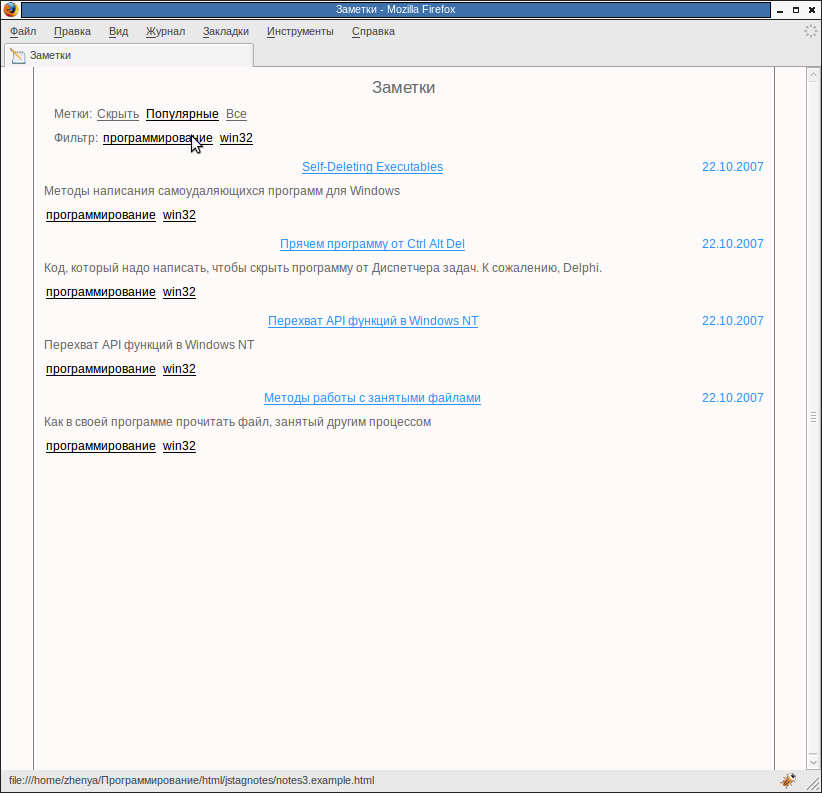 Заметки - Mozilla Firefox
Файл Правка Вид Журнал Закладки Инструменты Справка
Заметки
Заметки
Метки: Скрыть Популярные Все
Фильтр: программирование win32
Self-Deleting Executables 22.10.2007
Методы написания самоудаляющихся программ для Windows
программирование win32
Прячем программу от Ctrl Alt Del 22.10.2007
Код, который надо написать, чтобы скрыть программу от Диспетчера задач. К сожалению, Delphi.
программирование win32
Перехват API функций в Windows NT 22.10.2007
Перехват API функций в Windows NT
программирование win32
Методы работы с занятыми файлами 22.10.2007
Как в своей программе прочитать файл, занятый другим процессом
программирование win32
file:///home/zhenya/Программирование/html/jstagnotes/notes3.example.html